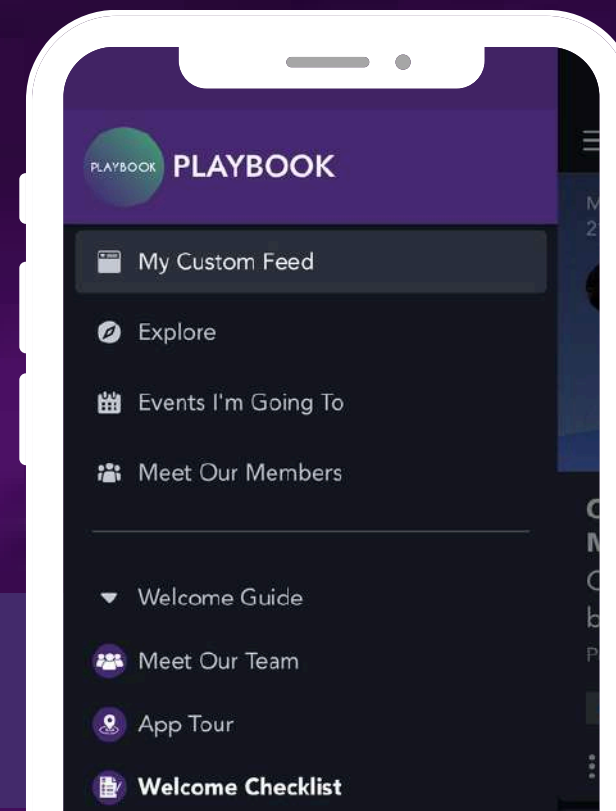 PLAYBOOK PLAYBOOK
My Custom Feed
Explore
Events I'm Going To
Meet Our Members
Welcome Guide
Meet Our Team
App Tour
Welcome Checklist